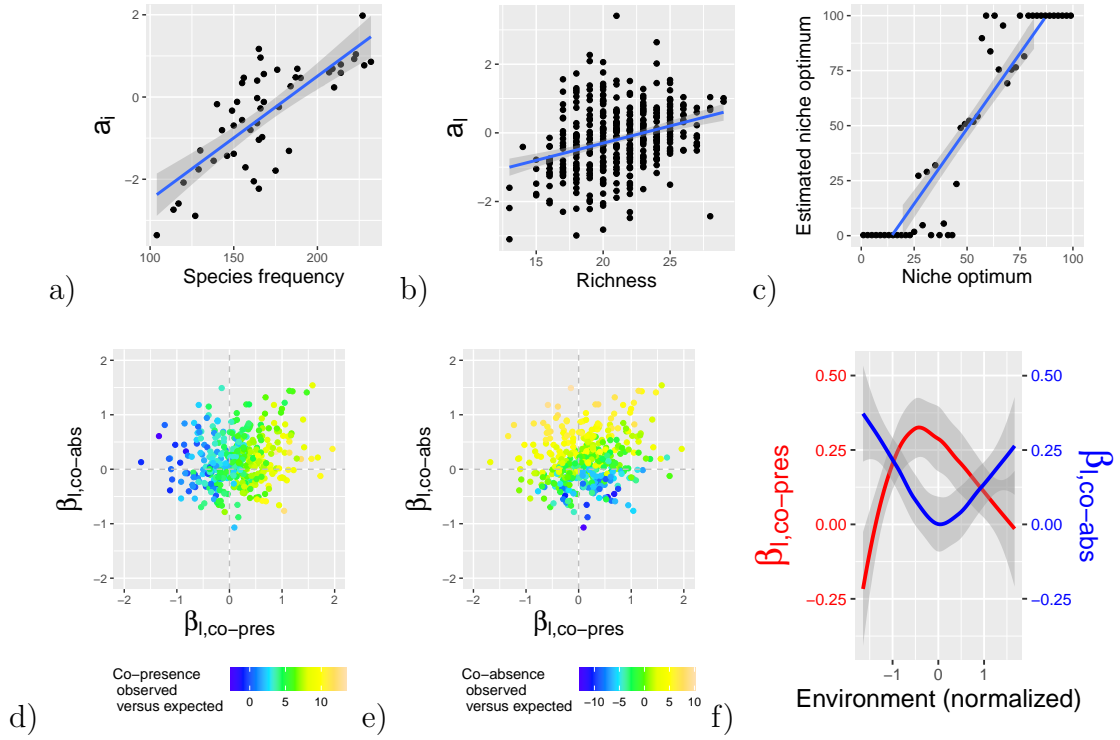 2
0
−2
a_i
100
150
200
Species frequency
a)
2
0
−2
a_l
15
20
25
Richness
b)
100
75
50
25
0
Estimated niche optimum
0
25
50
75
100
Niche optimum
c)
2
1
0
−1
−2
β_l,co−abs
−2
−1
0
1
2
β_l,co−pres
Co−presence
observed
versus expected
0
5
10
d)
2
1
0
−1
−2
β_l,co−abs
−2
−1
0
1
2
β_l,co−pres
Co−absence
observed
versus expected
−10
−5
0
5
10
e)
0.50
0.25
0.00
−0.25
β_l,co−pres
0.50
0.25
0.00
−0.25
β_l,co−abs
−1
0
1
Environment (normalized)
f)